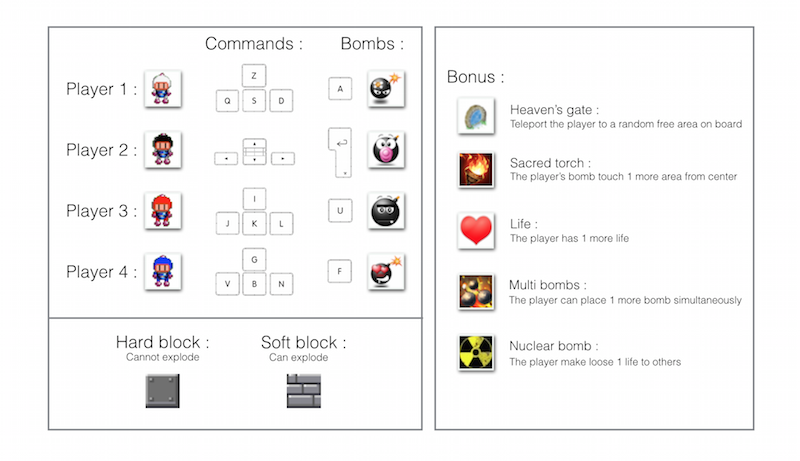 Commands :
Bombs :
Player 1 :
Z
Q S D
A
Player 2 :
Player 3 :
I
J K L
U
Player 4 :
G
V B N
F
Hard block :
Cannot explode
Soft block :
Can explode
Bonus :
Heaven's gate :
Teleport the player to a random free area on board
Sacred torch :
The player's bomb touch 1 more area from center
Life :
The player has 1 more life
Multi bombs :
The player can place 1 more bomb simultaneously
Nuclear bomb :
The player make loose 1 life to others